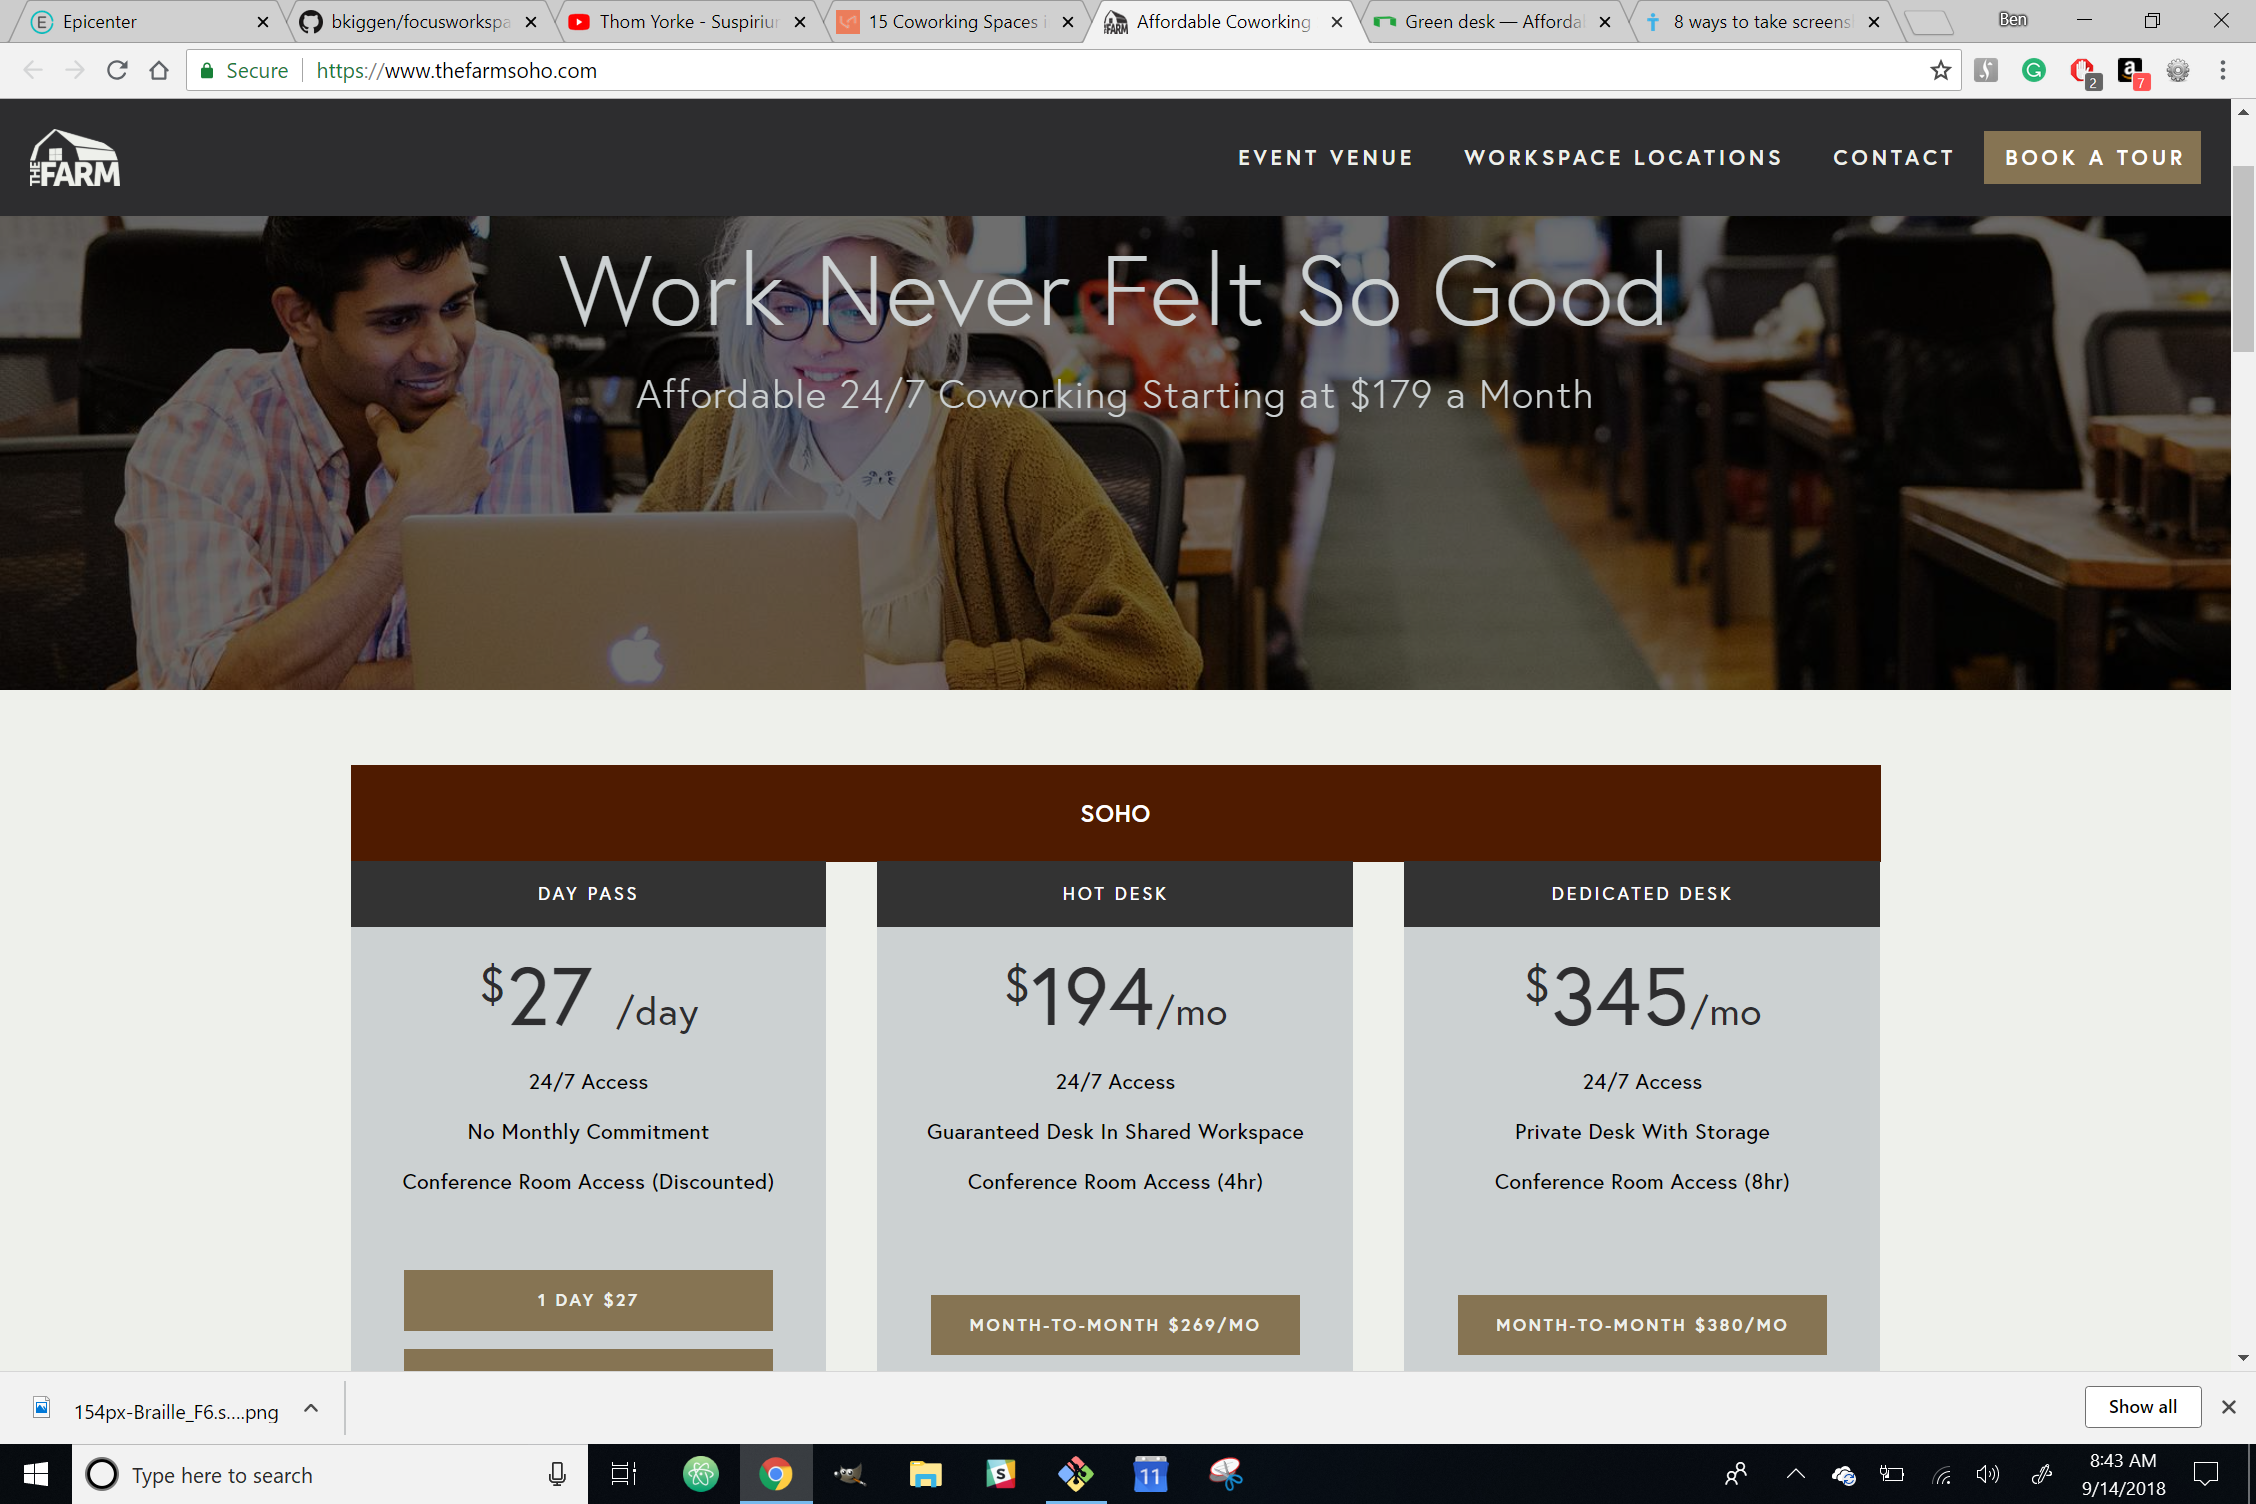 Epicenter
bkiggen/focusworkspa
Thom Yorke - Suspiriur
15 Coworking Spaces i
Affordable Coworking
Green desk — Affordal
8 ways to take screens
Ben
Secure
https://www.thefarmsoho.com
2
7
THE FARM
EVENT VENUE
WORKSPACE LOCATIONS
CONTACT
BOOK A TOUR
Work Never Felt So Good
Affordable 24/7 Coworking Starting at $179 a Month
SOHO
DAY PASS
$27 /day
24/7 Access
No Monthly Commitment
Conference Room Access (Discounted)
1 DAY $27
HOT DESK
$194/mo
24/7 Access
Guaranteed Desk In Shared Workspace
Conference Room Access (4hr)
MONTH-TO-MONTH $269/MO
DEDICATED DESK
$345/mo
24/7 Access
Private Desk With Storage
Conference Room Access (8hr)
MONTH-TO-MONTH $380/MO
154px-Braille_F6.s....png
Show all
Type here to search
11
8:43 AM
9/14/2018